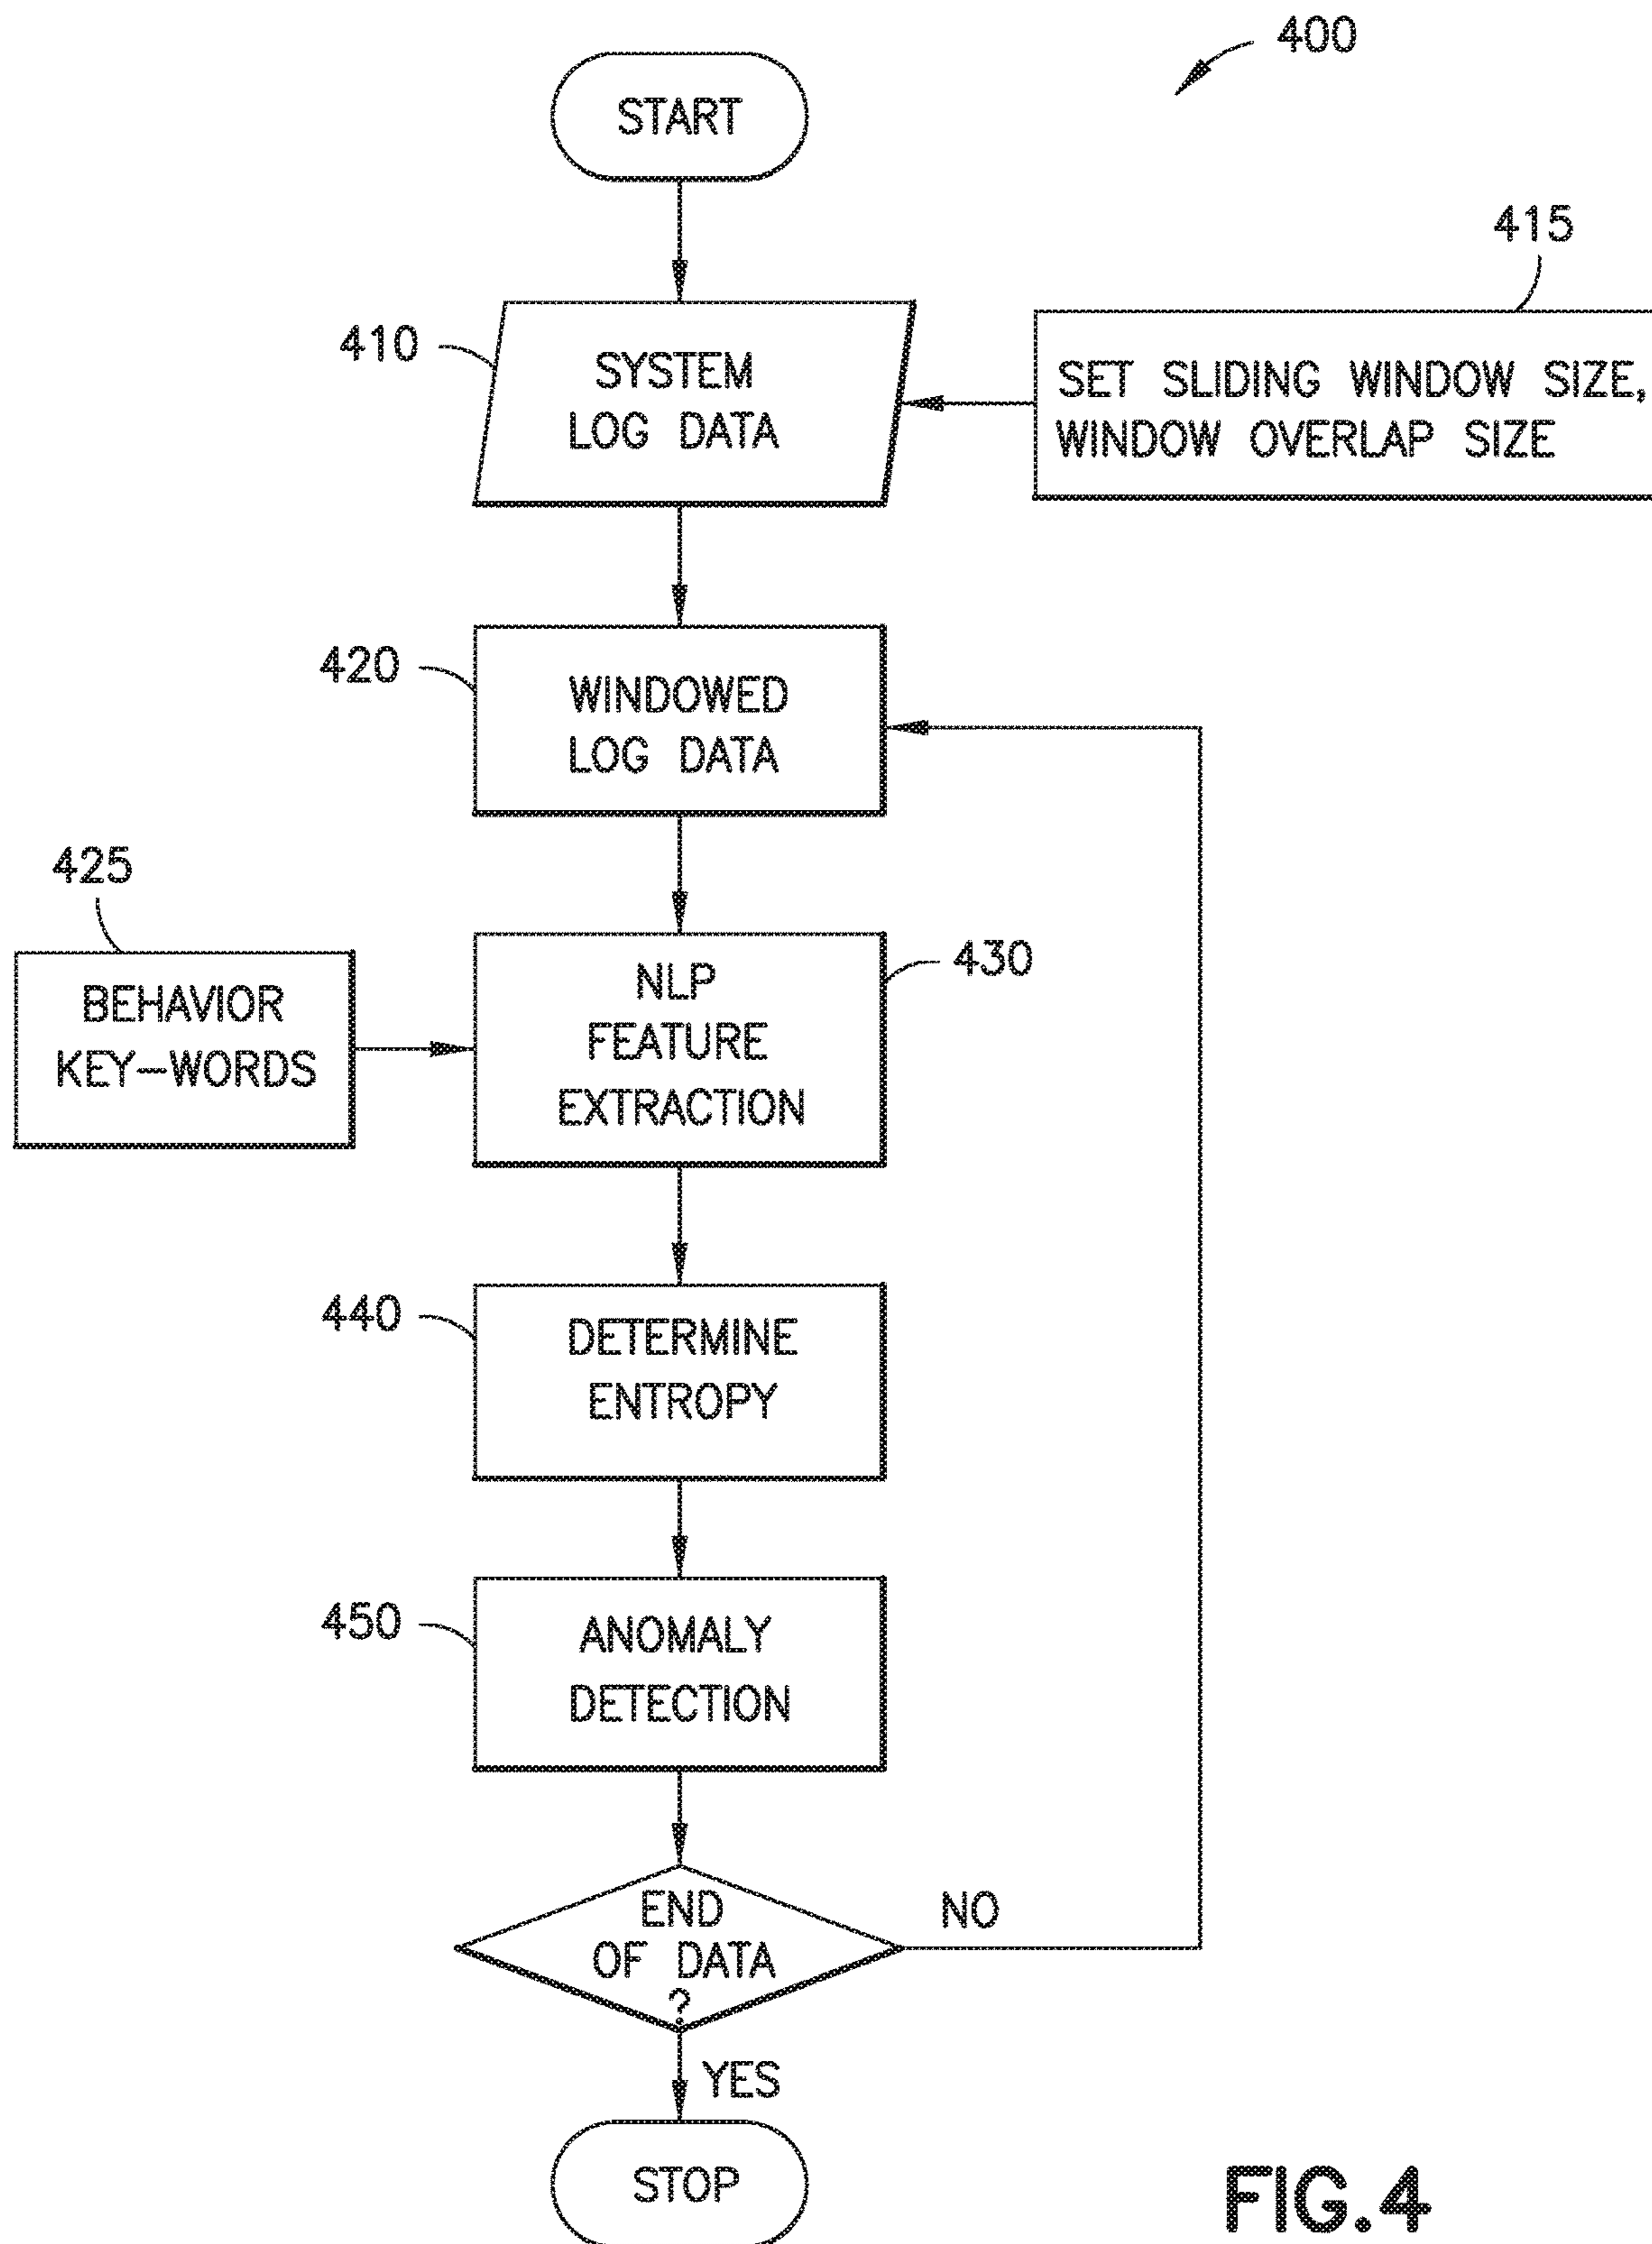 400
START
415
410
SYSTEM
LOG DATA
SET SLIDING WINDOW SIZE,
WINDOW OVERLAP SIZE
420
WINDOWED
LOG DATA
425
BEHAVIOR
KEY-WORDS
430
NLP
FEATURE
EXTRACTION
440
DETERMINE
ENTROPY
450
ANOMALY
DETECTION
END
OF DATA
?
NO
YES
STOP
FIG.4